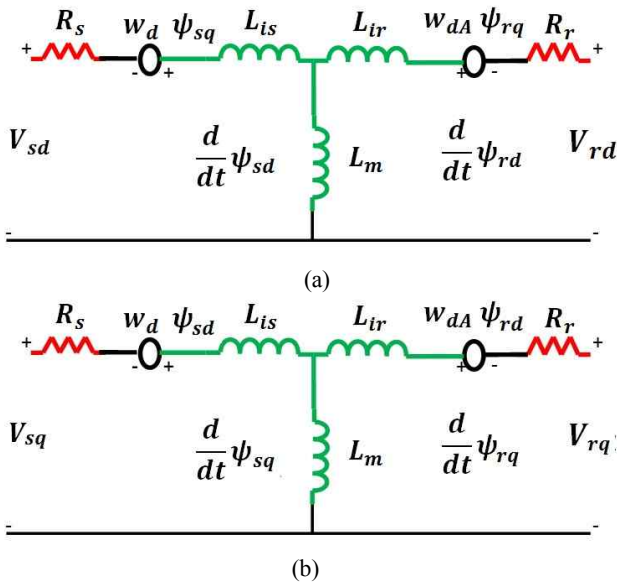 R_s w_d ψ_sq L_is L_ir w_dA ψ_rq R_r
+ - + + - +
V_sd d/dt ψ_sd L_m d/dt ψ_rd V_rd
- -
(a)
R_s w_d ψ_sd L_is L_ir w_dA ψ_rd R_r
+ - + + - +
V_sq d/dt ψ_sq L_m d/dt ψ_rq V_rq
- -
(b)